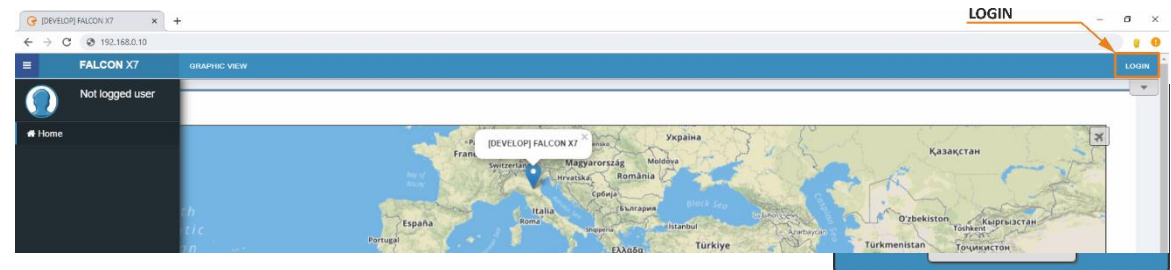 LOGIN
[DEVELOP] FALCON X7
192.168.0.10
FALCON X7
GRAPHIC VIEW
LOGIN
Not logged user
Home
[DEVELOP] FALCON X7
Україна
Қазақстан
Switzerland
Magyarország
Moldova
Hrvatska
România
Србија
Black Sea
Italia
България
Roma
Istanbul
España
Portugal
Türkiye
Ελλάδα
Azərbaycan
O'zbekiston
Toshkent
Кыргызстан
Türkmenistan
Тоҷикистон